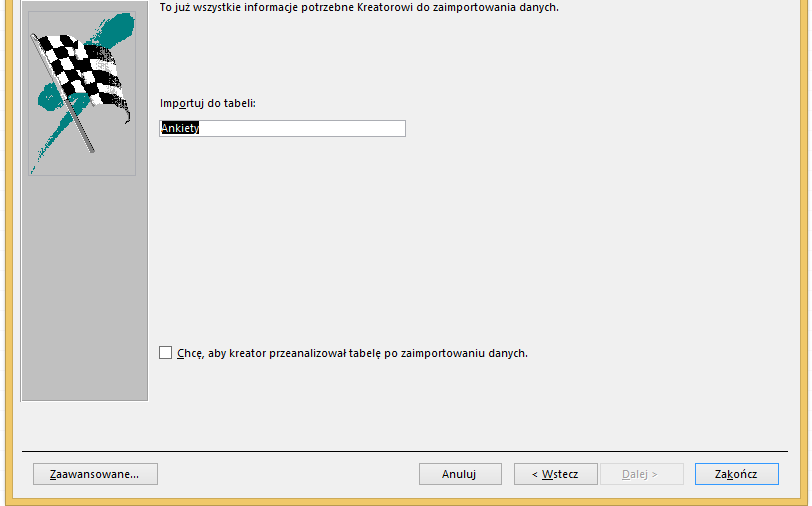 To już wszystkie informacje potrzebne Kreatorowi do zaimportowania danych.
Importuj do tabeli:
Ankiety
Chcę, aby kreator przeanalizował tabelę po zaimportowaniu danych.
Zaawansowane... Anuluj < Wstecz Dalej > Zakończ